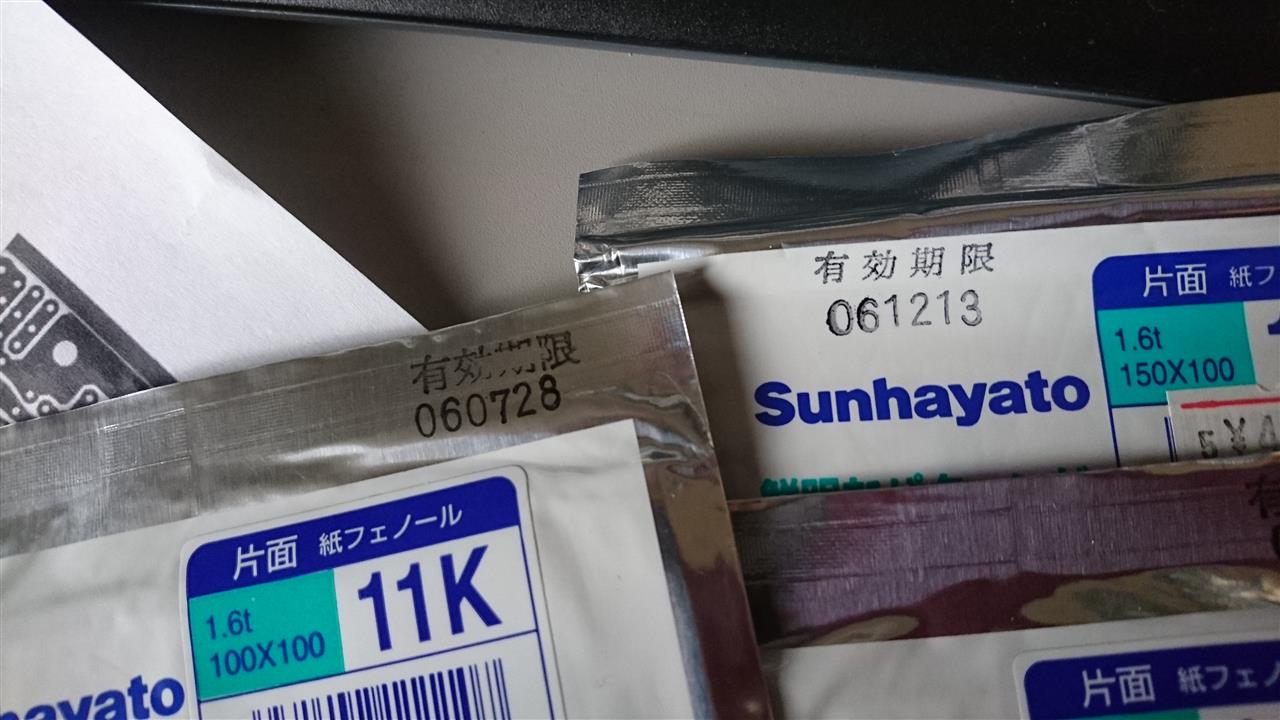 有効期限
061213
Sunhayato
片面 紙フ
1.6t
150X100
有効期限
060728
片面 紙フェノール
1.6t
100X100
11K
片面 紙フェノ